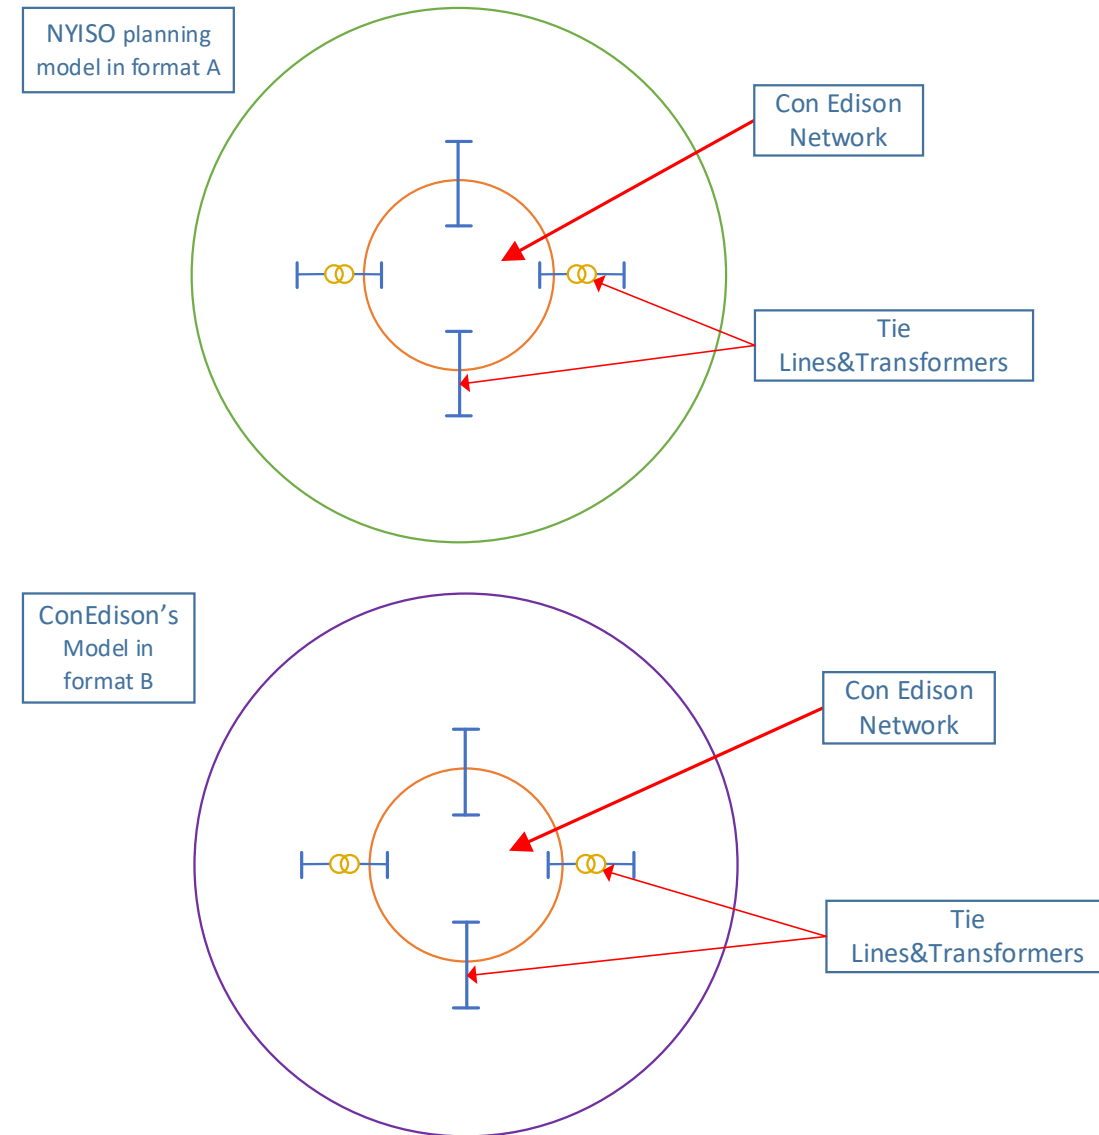 NYISO planning
model in format A
Con Edison
Network
Tie
Lines&Transformers
ConEdison’s
Model in
format B
Con Edison
Network
Tie
Lines&Transformers